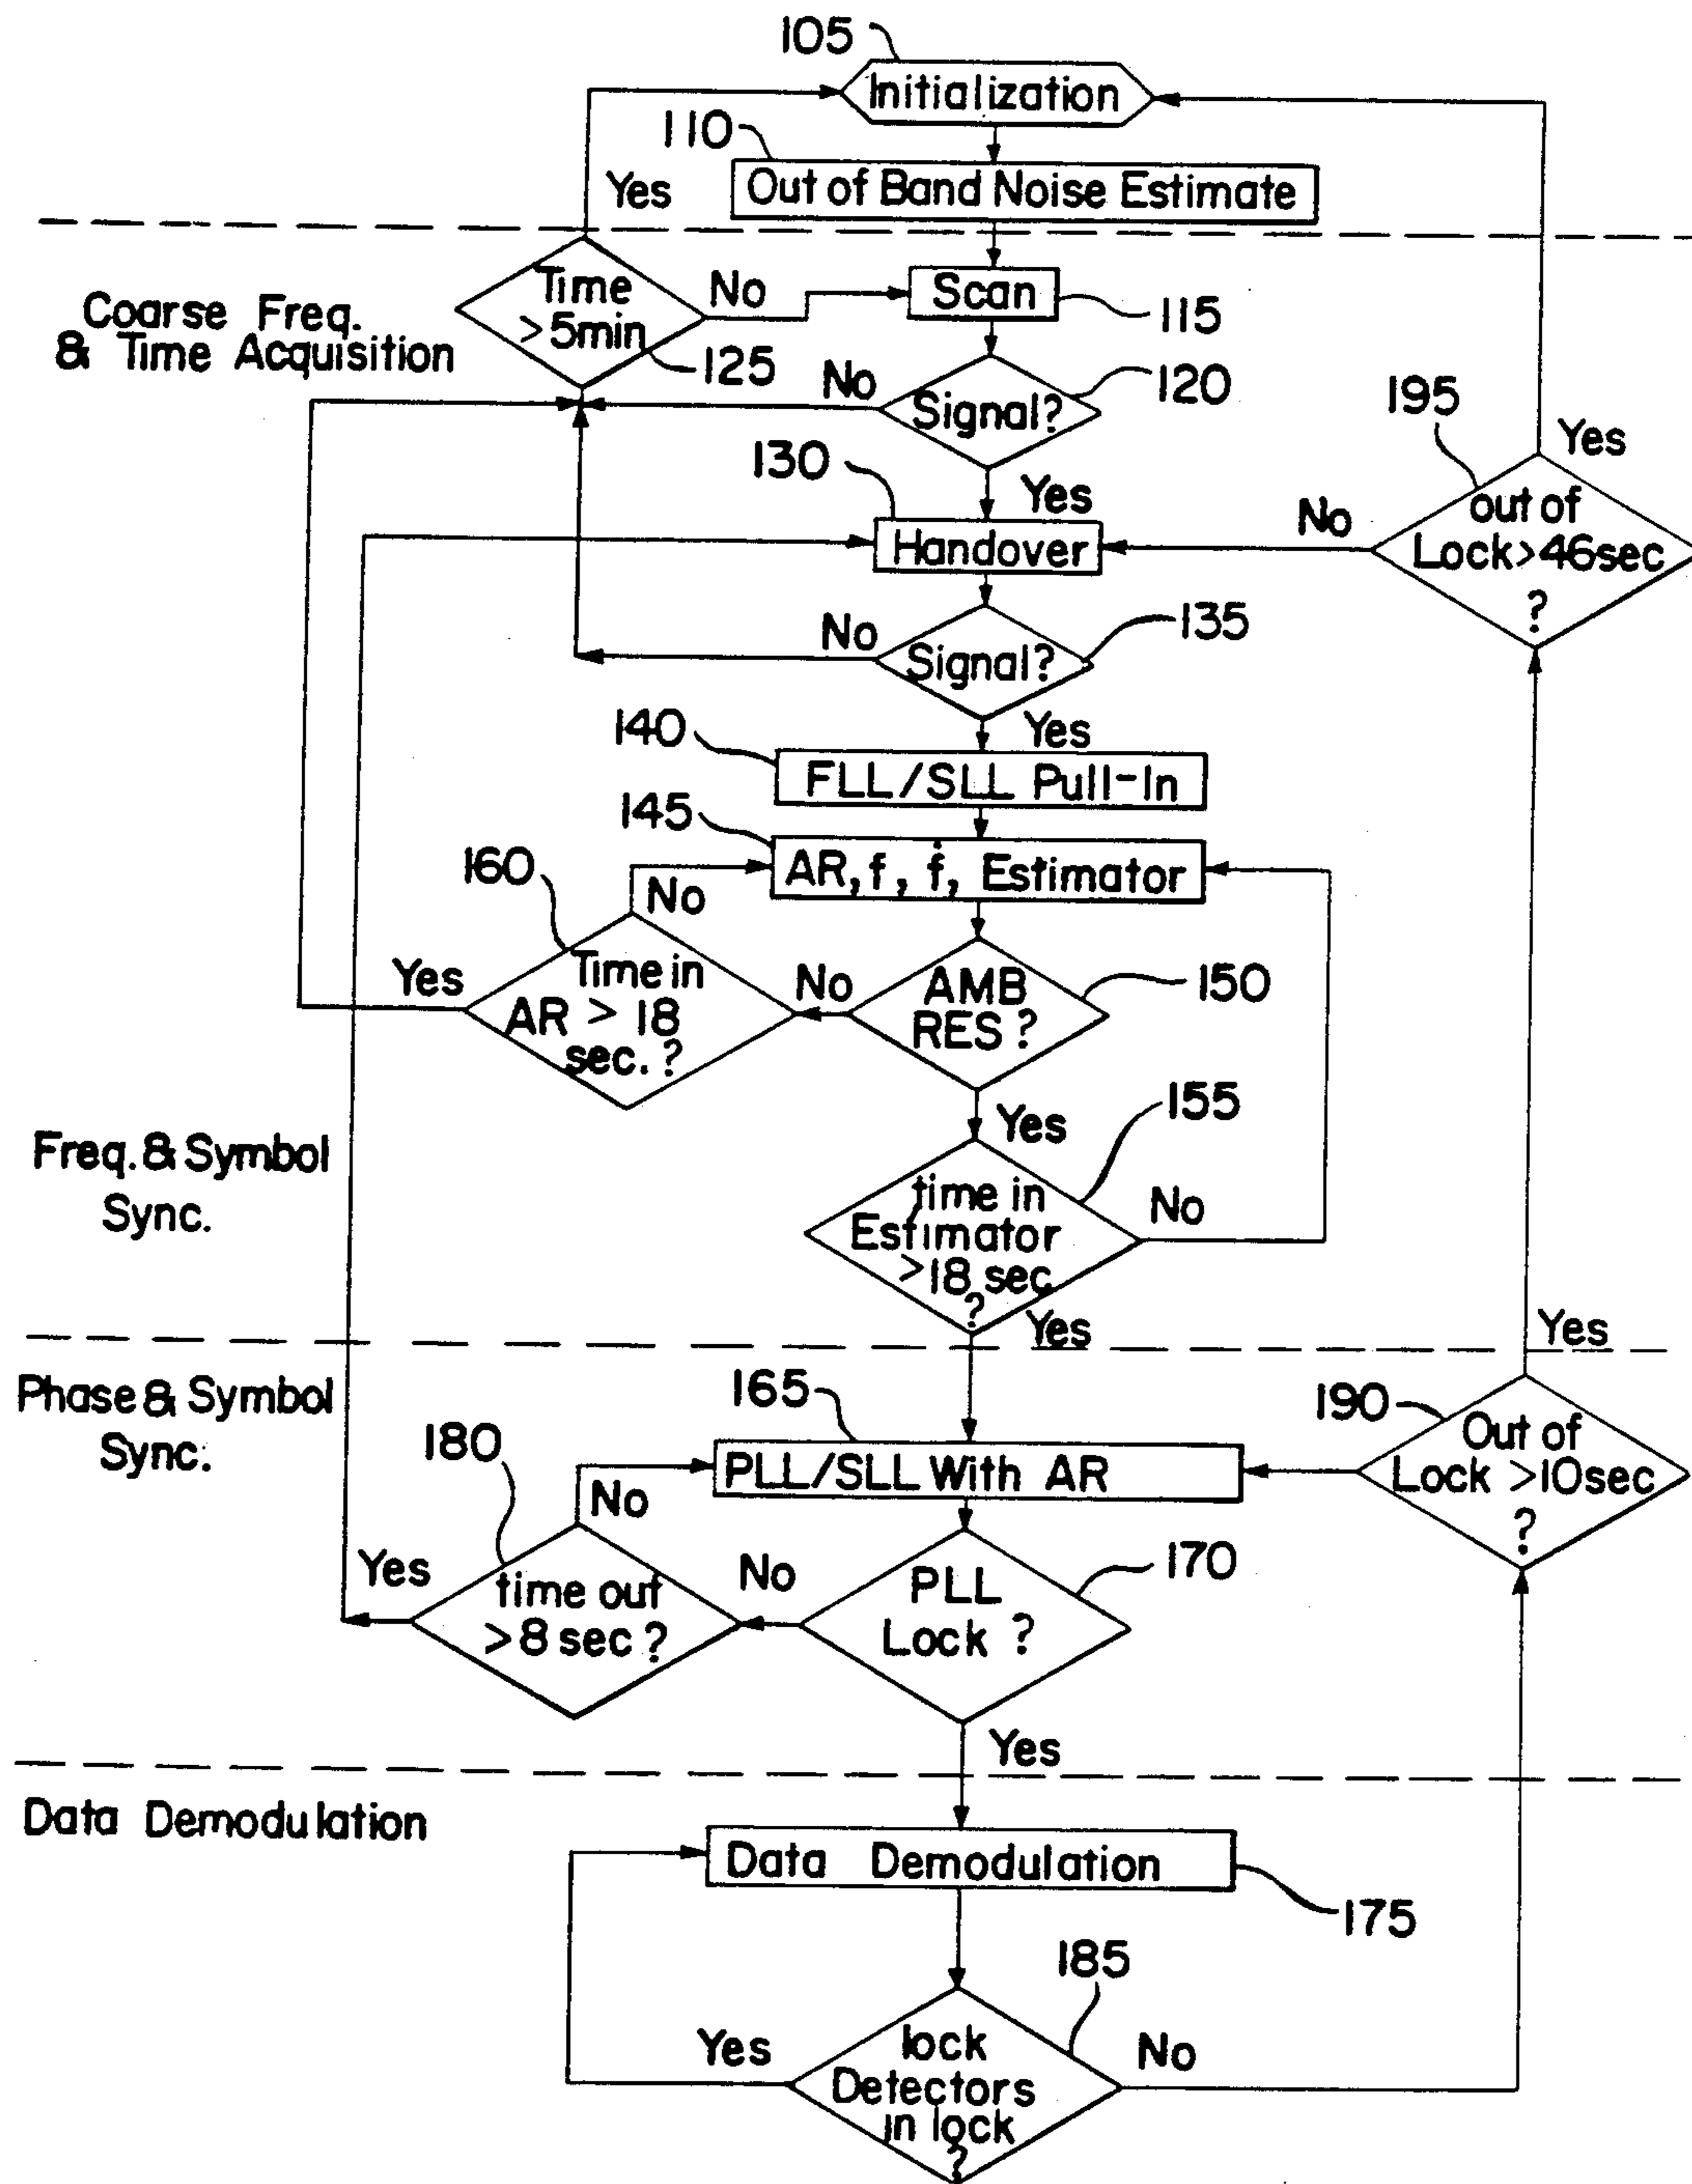 105
Initialization
110
Out of Band Noise Estimate
Yes
Coarse Freq.
& Time Acquisition
Time
>5min
125
No
Scan
115
No
Signal?
120
130
Yes
Handover
No
195
out of
Lock>46sec
?
Yes
No
Signal?
135
140
Yes
FLL/SLL Pull-In
145
AR, f, ḟ, Estimator
160
No
Time in
AR > 18
sec.?
Yes
No
AMB
RES?
150
Yes
155
Freq. & Symbol
Sync.
time in
Estimator
>18 sec
?
No
Yes
Yes
Phase & Symbol
Sync.
165
PLL/SLL With AR
190
Out of
Lock >10sec
?
180
No
time out
>8 sec?
Yes
No
PLL
Lock ?
170
Yes
Data Demodulation
Data Demodulation
175
185
Yes
lock
Detectors
in lock
?
No